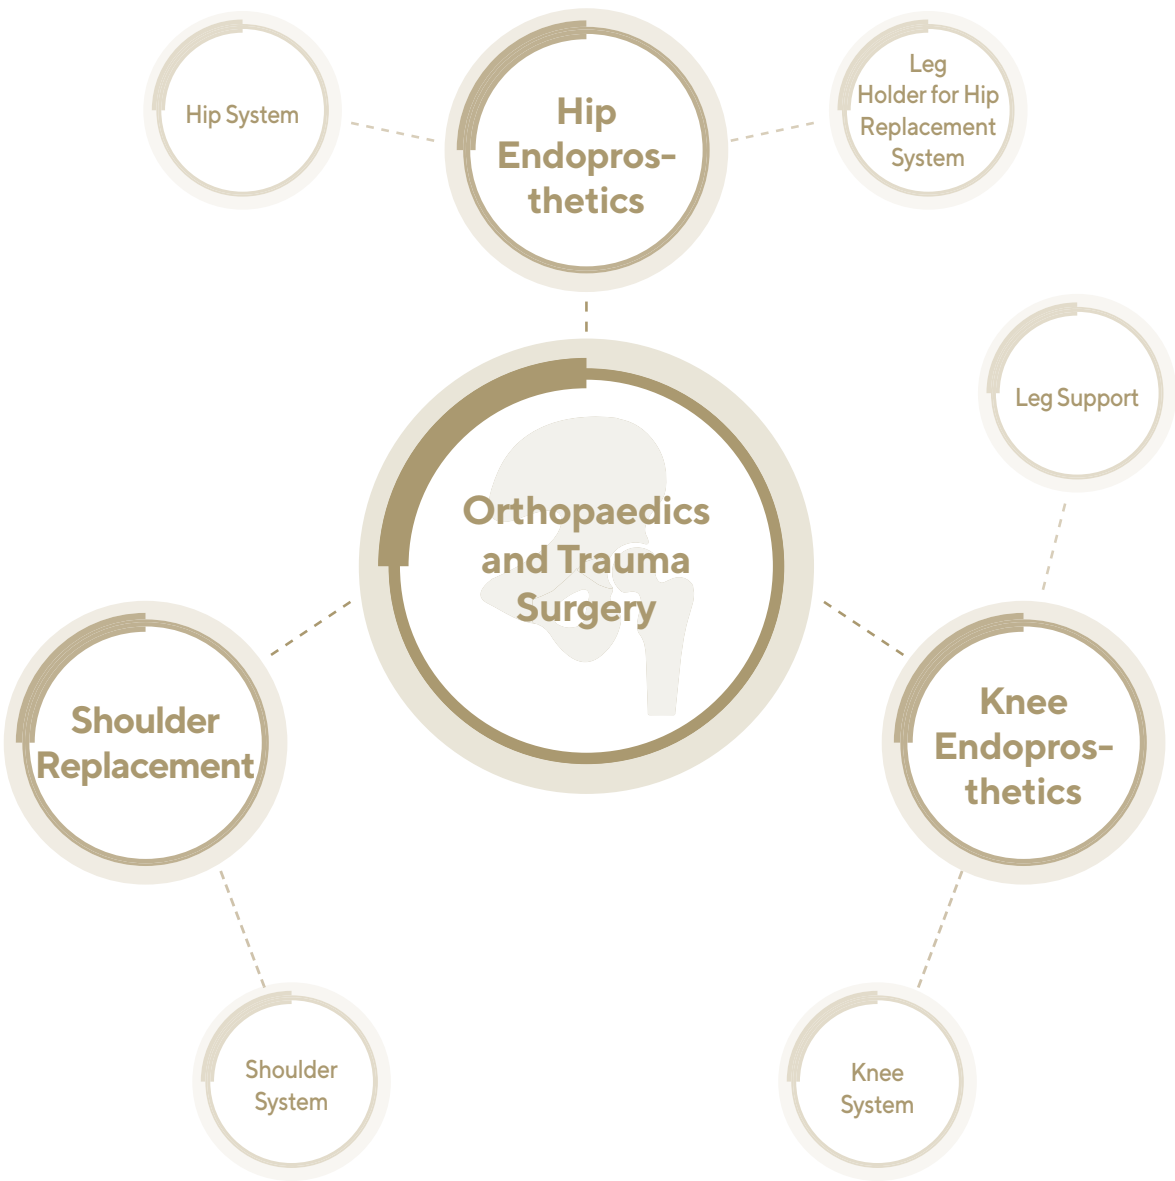 Hip System
Hip
Endopros-
thetics
Leg
Holder for Hip
Replacement
System
Leg Support
Orthopaedics
and Trauma
Surgery
Shoulder
Replacement
Knee
Endopros-
thetics
Shoulder
System
Knee
System